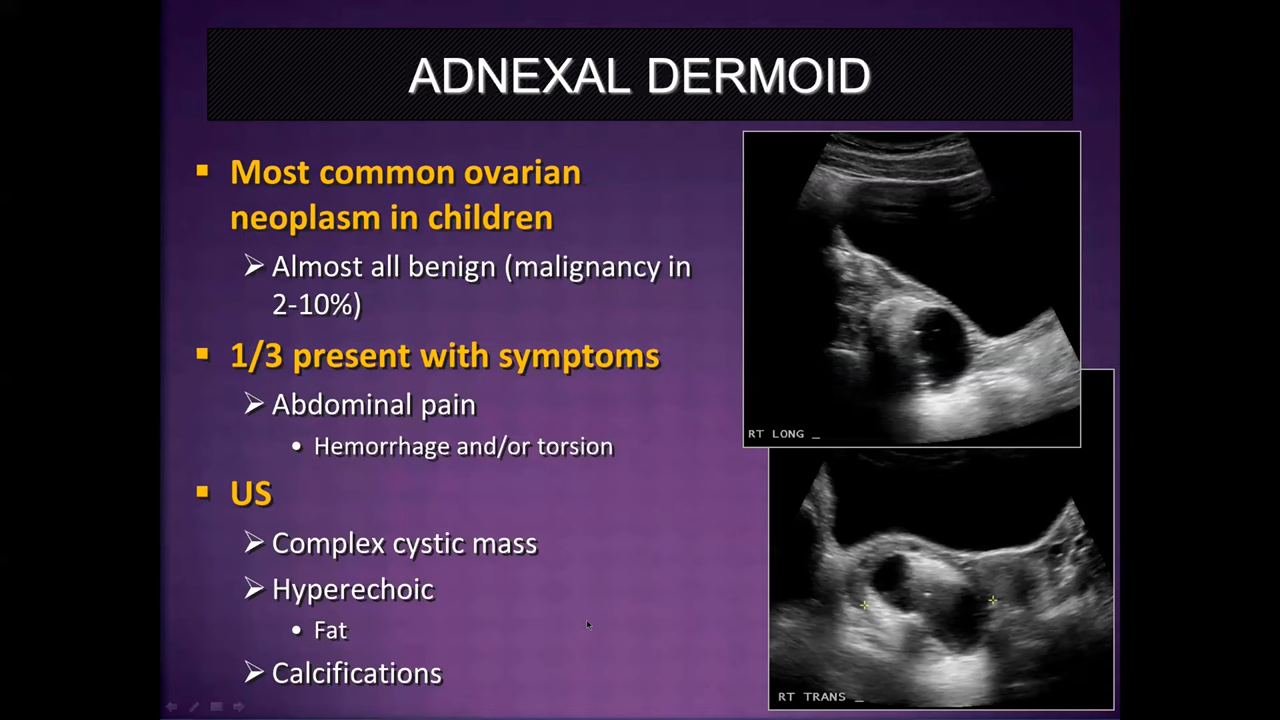 ADNEXAL DERMOID
Most common ovarian
neoplasm in children
Almost all benign (malignancy in
2-10%)
1/3 present with symptoms
Abdominal pain
Hemorrhage and/or torsion
US
Complex cystic mass
Hyperechoic
Fat
Calcifications
RT LONG _
RT TRANS _